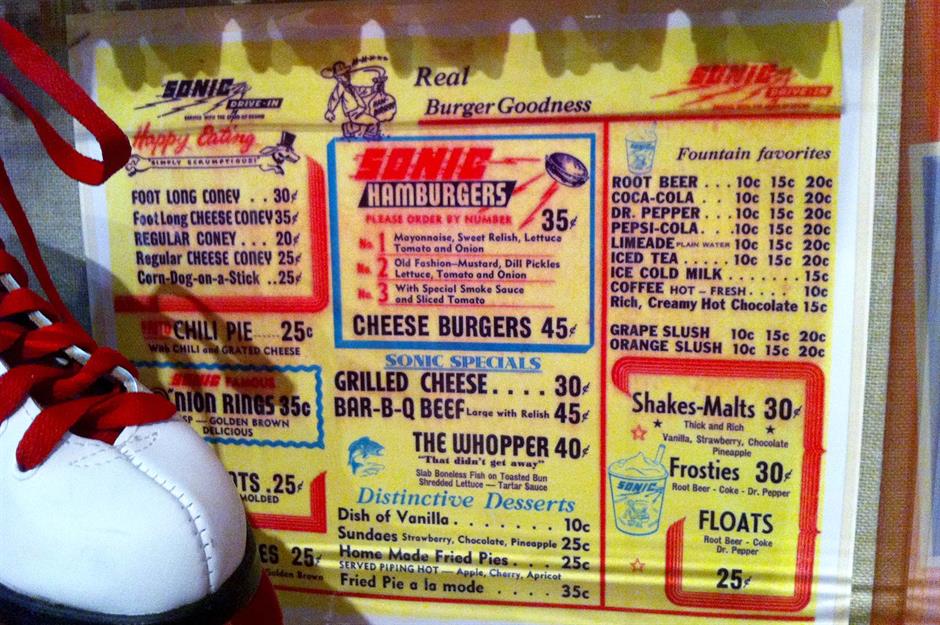 SONIC
DRIVE-IN
SERVICE WITH THE SPEED OF SOUND
Happy Eating
SIMPLY SCRUMPTIOUS!
FOOT LONG CONEY .. 30¢
Foot Long CHEESE CONEY 35¢
REGULAR CONEY ... 20¢
Regular CHEESE CONEY 25¢
Corn-Dog-on-a-Stick .. 25¢
CHILI PIE ..... 25c
With CHILI and GRATED CHEESE
SONIC FAMOUS
NION RINGS 35c
SP — GOLDEN BROWN
DELICIOUS
TS .25¢
MOLDED
ES 25¢
Golden Brown
Real
Burger Goodness
SONIC
HAMBURGERS
PLEASE ORDER BY NUMBER 35¢
No. 1 Mayonnaise, Sweet Relish, Lettuce
Tomato and Onion
No. 2 Old Fashion—Mustard, Dill Pickles
Lettuce, Tomato and Onion
No. 3 With Special Smoke Sauce
and Sliced Tomato
CHEESE BURGERS 45¢
SONIC SPECIALS
GRILLED CHEESE .... 30¢
BAR-B-Q BEEF Large with Relish 45¢
THE WHOPPER 40¢
"That didn't get away"
Slab Boneless Fish on Toasted Bun
Shredded Lettuce — Tartar Sauce
Distinctive Desserts
Dish of Vanilla . . . . . . . 10c
Sundaes Strawberry, Chocolate, Pineapple 25c
Home Made Fried Pies . . . 25c
SERVED PIPING HOT — Apple, Cherry, Apricot
Fried Pie a la mode . . . . 35c
SONIC
DRIVE-IN
Fountain favorites
ROOT BEER . . . 10c 15c 20c
COCA-COLA . . 10c 15c 20c
DR. PEPPER . . . 10c 15c 20c
PEPSI-COLA . . . 10c 15c 20c
LIMEADE PLAIN WATER 10c 15c 20c
ICED TEA . . . . . 10c 15c 20c
ICE COLD MILK . . . . . . . . 15c
COFFEE HOT – FRESH . . . . 10c
Rich, Creamy Hot Chocolate 15c
GRAPE SLUSH 10c 15c 20c
ORANGE SLUSH 10c 15c 20c
Shakes-Malts 30¢
Thick and Rich
Vanilla, Strawberry, Chocolate
Pineapple
Frosties 30¢
Root Beer - Coke - Dr. Pepper
SONIC
FLOATS
Root Beer - Coke
Dr. Pepper
25¢